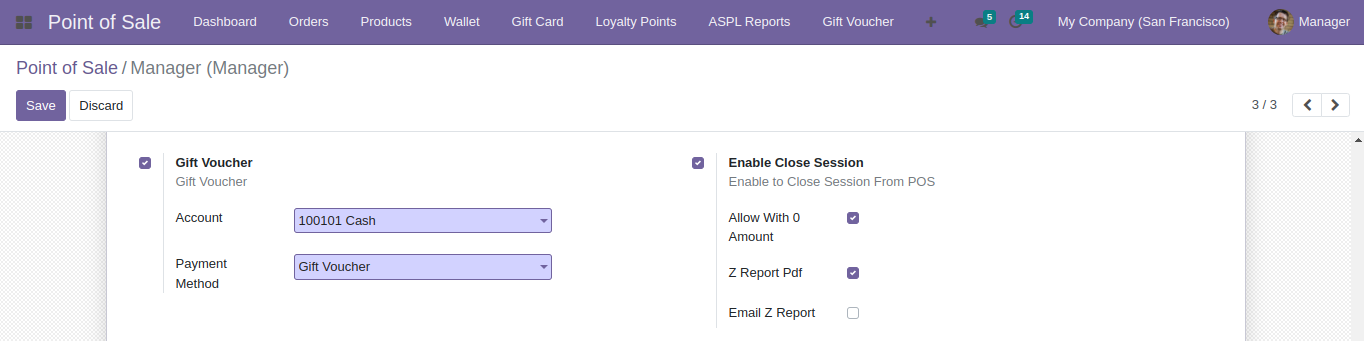 Point of Sale Dashboard Orders Products Wallet Gift Card Loyalty Points ASPL Reports Gift Voucher 5 14 My Company (San Francisco) Manager
Point of Sale / Manager (Manager)
Save Discard 3 / 3
Gift Voucher
Gift Voucher
Account 100101 Cash
Payment
Method
Gift Voucher
Enable Close Session
Enable to Close Session From POS
Allow With 0
Amount
Z Report Pdf
Email Z Report